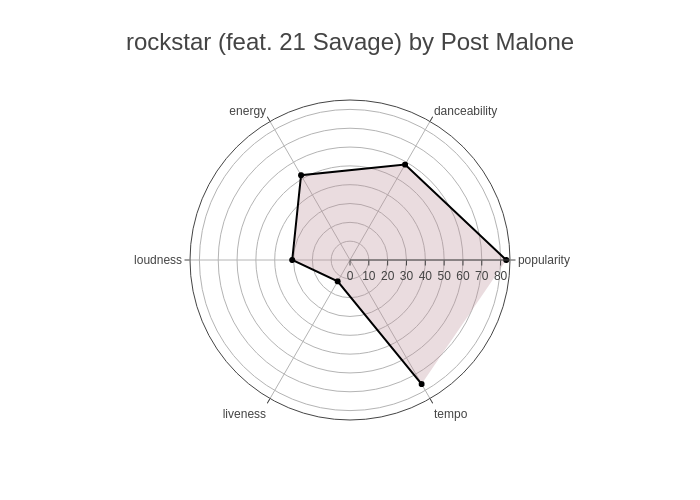 rockstar (feat. 21 Savage) by Post Malone
energy
danceability
loudness
popularity
0 10 20 30 40 50 60 70 80
liveness
tempo